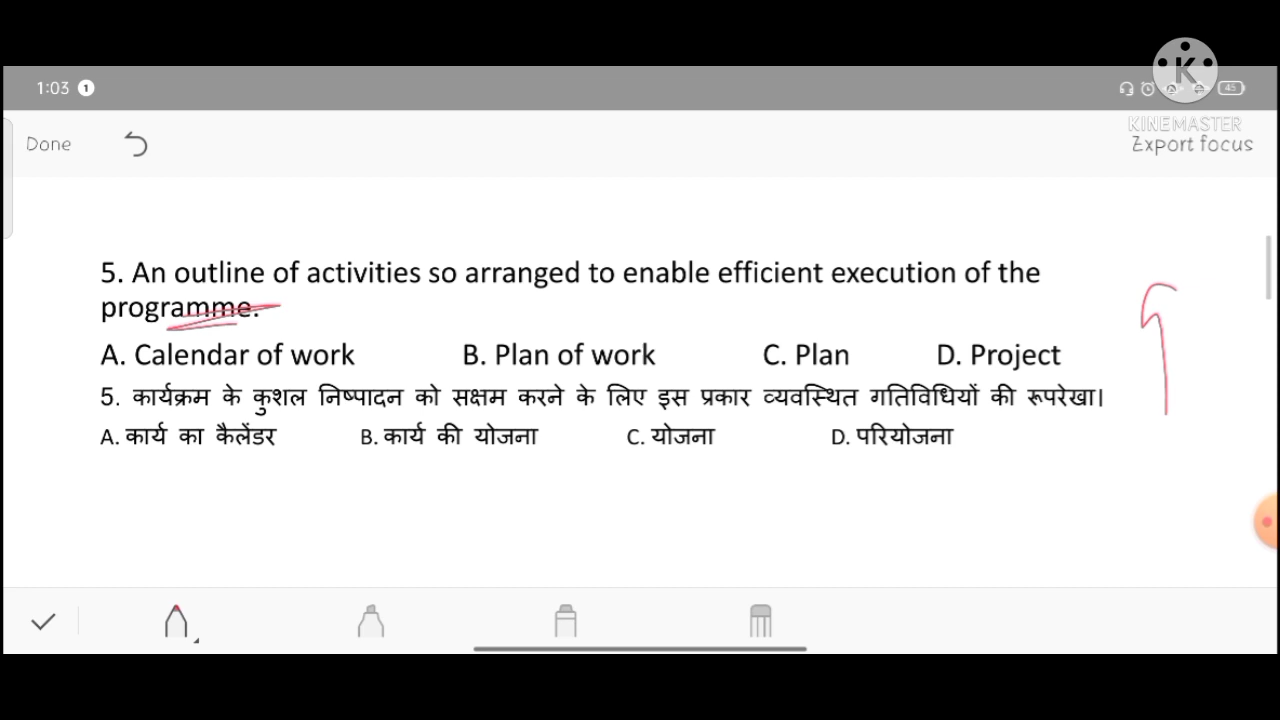 1:03 1
45
K
KINEMASTER
Done
Export focus
5. An outline of activities so arranged to enable efficient execution of the
programme.
A. Calendar of work B. Plan of work C. Plan D. Project
5. कार्यक्रम के कुशल निष्पादन को सक्षम करने के लिए इस प्रकार व्यवस्थित गतिविधियों की रूपरेखा।
A. कार्य का कैलेंडर B. कार्य की योजना C. योजना D. परियोजना